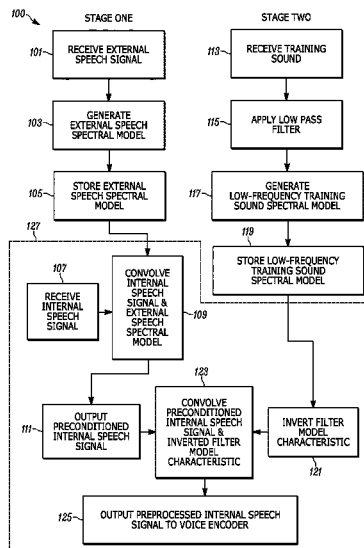 100
STAGE ONE
STAGE TWO
101
RECEIVE EXTERNAL
SPEECH SIGNAL
113
RECEIVE TRAINING
SOUND
103
GENERATE
EXTERNAL SPEECH
SPECTRAL MODEL
115
APPLY LOW PASS
FILTER
105
STORE EXTERNAL
SPEECH SPECTRAL
MODEL
117
GENERATE
LOW-FREQUENCY TRAINING
SOUND SPECTRAL MODEL
127
119
STORE LOW-FREQUENCY
TRAINING SOUND
SPECTRAL MODEL
107
RECEIVE
INTERNAL
SPEECH
SIGNAL
CONVOLVE
INTERNAL
SPEECH
SIGNAL &
EXTERNAL
SPEECH
SPECTRAL
MODEL
109
123
111
OUTPUT
PRECONDITIONED
INTERNAL SPEECH
SIGNAL
CONVOLVE
PRECONDITIONED
INTERNAL SPEECH
SIGNAL &
INVERTED FILTER
MODEL
CHARACTERISTIC
INVERT FILTER
MODEL
CHARACTERISTIC
121
125
OUTPUT PREPROCESSED INTERNAL SPEECH
SIGNAL TO VOICE ENCODER